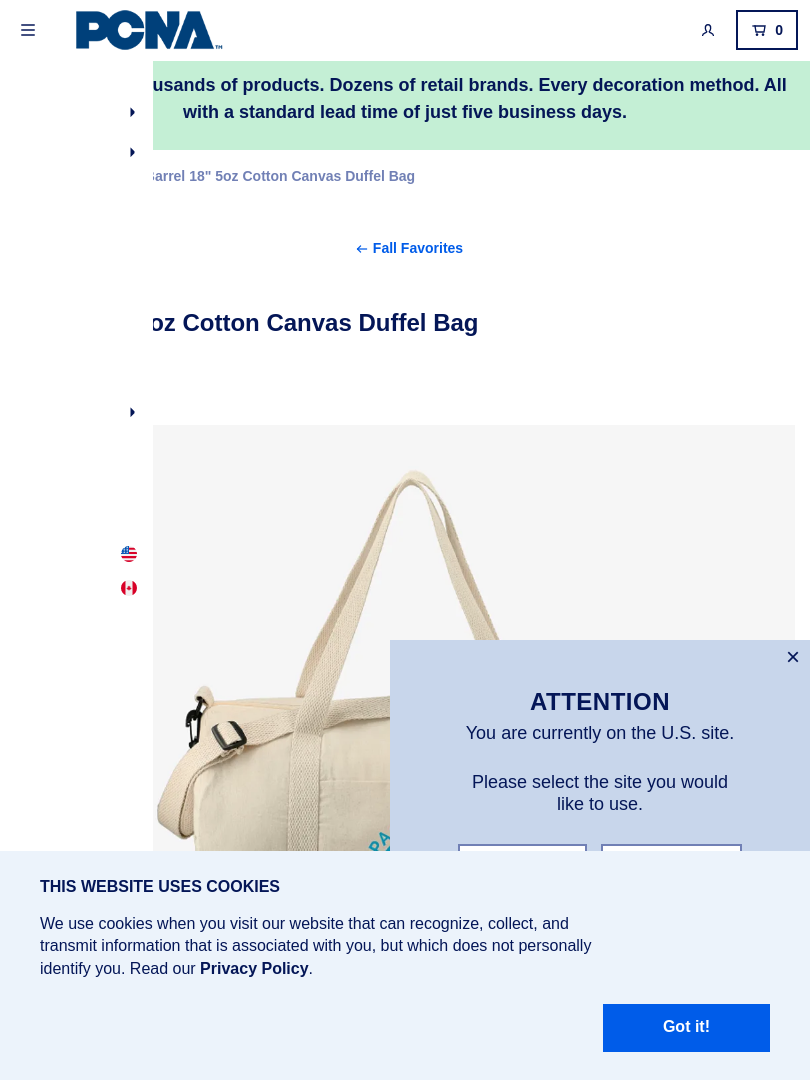 PCNA™
0
usands of products. Dozens of retail brands. Every decoration method. All
with a standard lead time of just five business days.
Barrel 18" 5oz Cotton Canvas Duffel Bag
← Fall Favorites
oz Cotton Canvas Duffel Bag
PA
ATTENTION
You are currently on the U.S. site.
Please select the site you would
like to use.
THIS WEBSITE USES COOKIES
We use cookies when you visit our website that can recognize, collect, and
transmit information that is associated with you, but which does not personally
identify you. Read our Privacy Policy.
Got it!